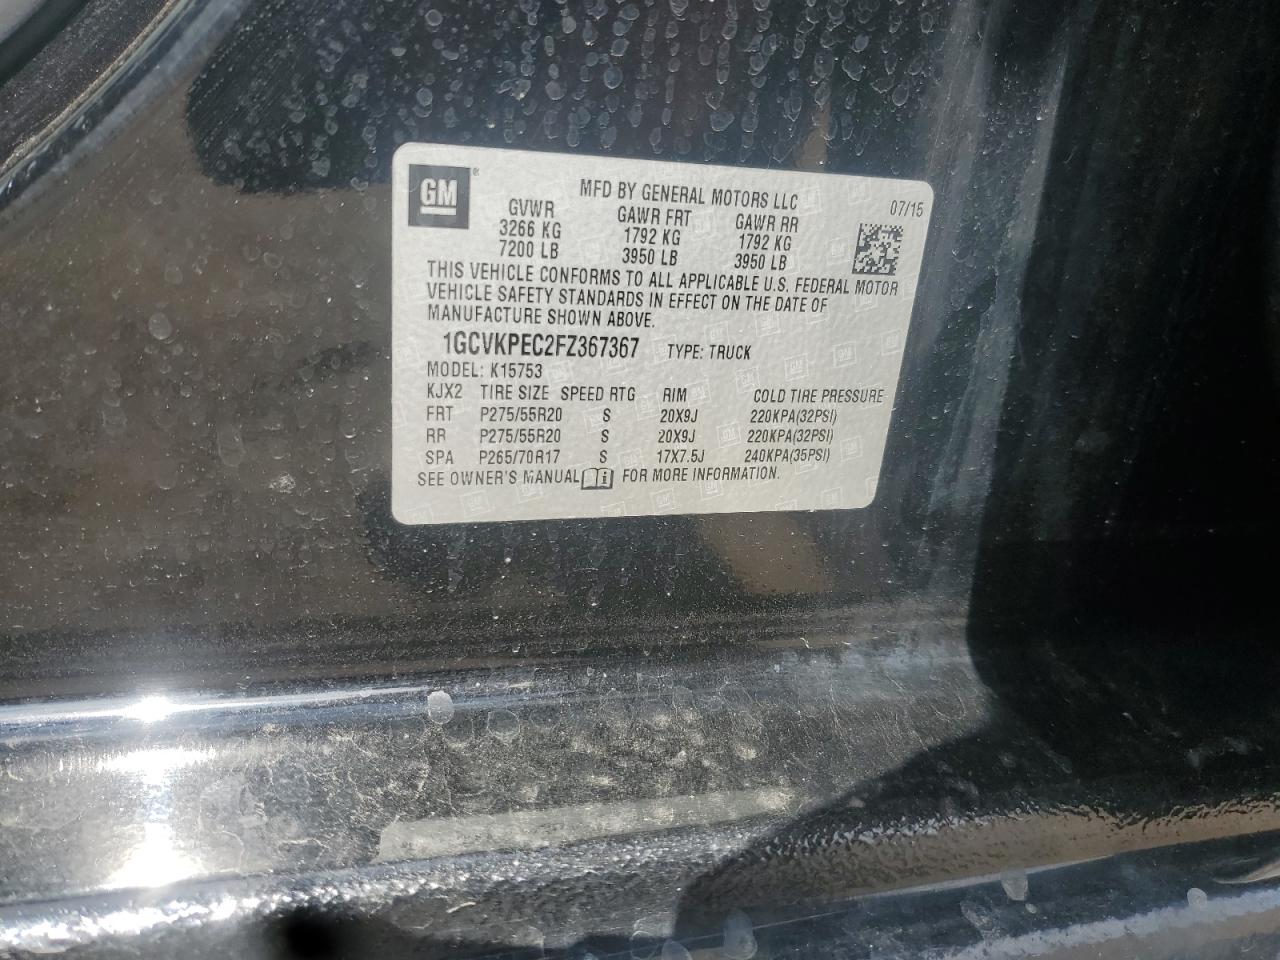 GM ®
MFD BY GENERAL MOTORS LLC 07/15
GVWR GAWR FRT GAWR RR
3266 KG 1792 KG 1792 KG
7200 LB 3950 LB 3950 LB
THIS VEHICLE CONFORMS TO ALL APPLICABLE U.S. FEDERAL MOTOR
VEHICLE SAFETY STANDARDS IN EFFECT ON THE DATE OF
MANUFACTURE SHOWN ABOVE.
1GCVKPEC2FZ367367 TYPE: TRUCK
MODEL: K15753
KJX2 TIRE SIZE SPEED RTG RIM COLD TIRE PRESSURE
FRT P275/55R20 S 20X9J 220KPA(32PSI)
RR P275/55R20 S 20X9J 220KPA(32PSI)
SPA P265/70R17 S 17X7.5J 240KPA(35PSI)
SEE OWNER'S MANUAL i FOR MORE INFORMATION.